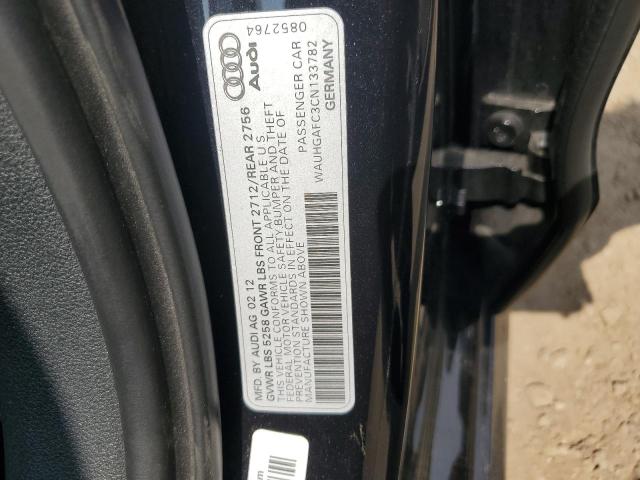 MFD. BY AUDI AG 02 12
GVWR LBS 5258 GAWR LBS FRONT 2712/REAR 2756
THIS VEHICLE CONFORMS TO ALL APPLICABLE U S
FEDERAL MOTOR VEHICLE SAFETY, BUMPER AND THEFT
PREVENTION STANDARDS IN EFFECT ON THE DATE OF
MANUFACTURE SHOWN ABOVE
PASSENGER CAR
WAUHGAFC3CN133782
GERMANY
Audi
0852764